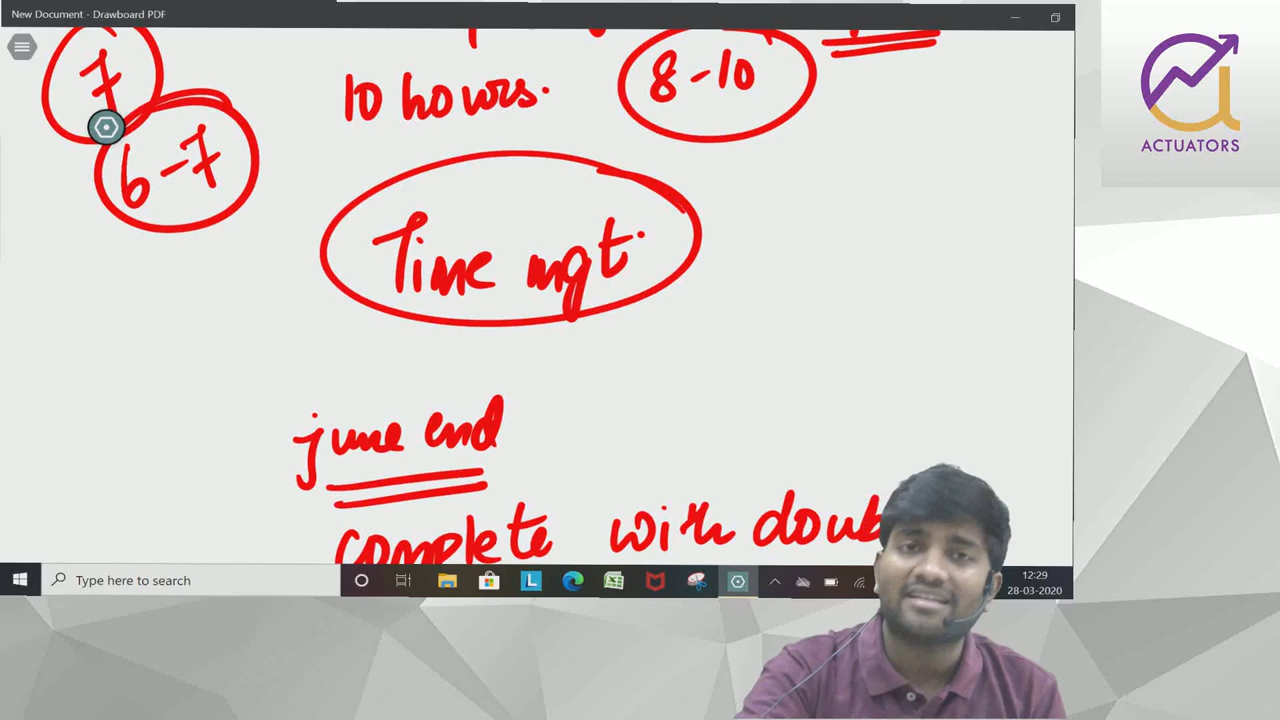 New Document - Drawboard PDF
7
10 hours.
8-10
6-7
Time mgt.
june end
complete with
Type here to search
12:29
28-03-2020
ACTUATORS